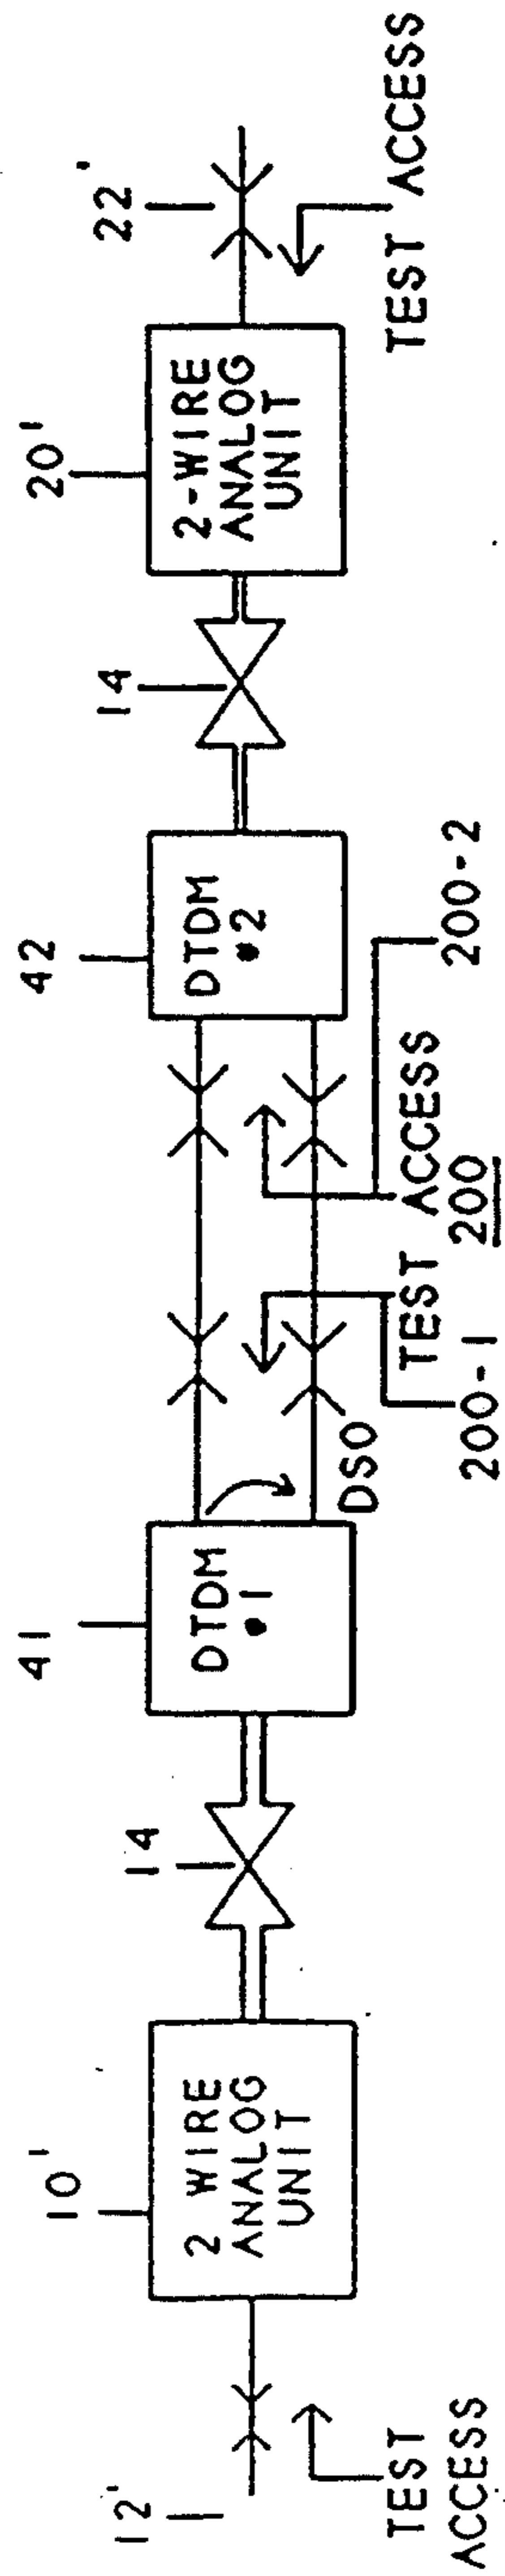 12'
TEST
ACCESS
10'
2 WIRE
ANALOG
UNIT
14
41
DTDM
#1
DSO
200-1
TEST ACCESS
200
200-2
42
DTDM
#2
14
20'
2-WIRE
ANALOG
UNIT
22'
TEST ACCESS